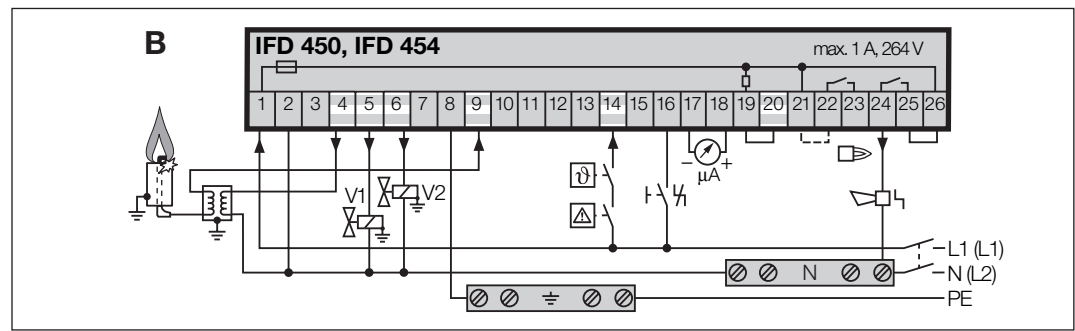 B
IFD 450, IFD 454
max. 1 A, 264 V
1 2 3 4 5 6 7 8 9 10 11 12 13 14 15 16 17 18 19 20 21 22 23 24 25 26
ϑ
− +
µA
V1
V2
L1 (L1)
N
N (L2)
PE